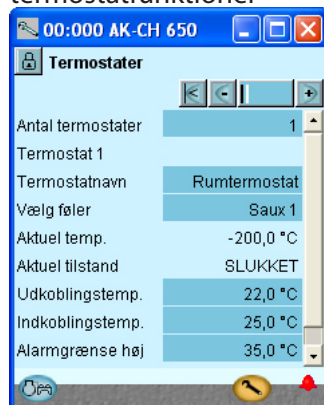 termostatfunktioner
00:000 AK-CH 650
Termostater
Antal termostater 1
Termostat 1
Termostatnavn Rumtermostat
Vælg føler Saux 1
Aktuel temp. -200,0 °C
Aktuel tilstand SLUKKET
Udkoblingstemp. 22,0 °C
Indkoblingstemp. 25,0 °C
Alarmgrænse høj 35,0 °C